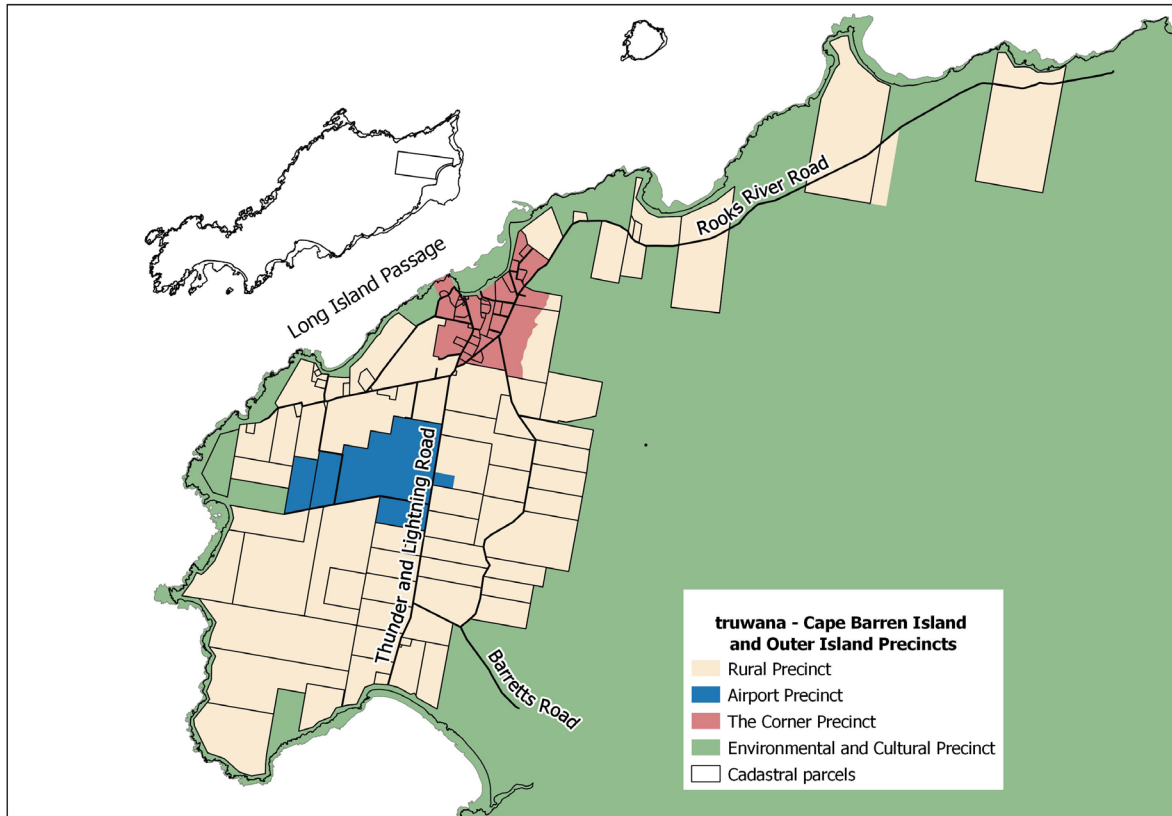 Rooks River Road
Long Island Passage
Thunder and Lightning Road
Barretts Road
truwana - Cape Barren Island
and Outer Island Precincts
Rural Precinct
Airport Precinct
The Corner Precinct
Environmental and Cultural Precinct
Cadastral parcels